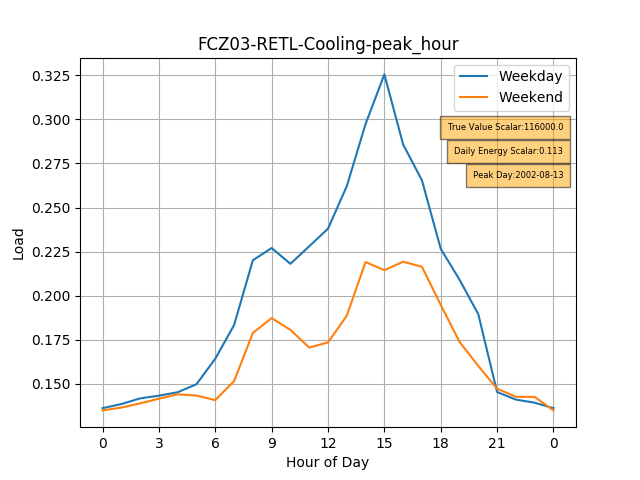 FCZ03-RETL-Cooling-peak_hour
Weekday
Weekend
True Value Scalar:116000.0
Daily Energy Scalar:0.113
Peak Day:2002-08-13
Load
0.325
0.300
0.275
0.250
0.225
0.200
0.175
0.150
0 3 6 9 12 15 18 21 0
Hour of Day